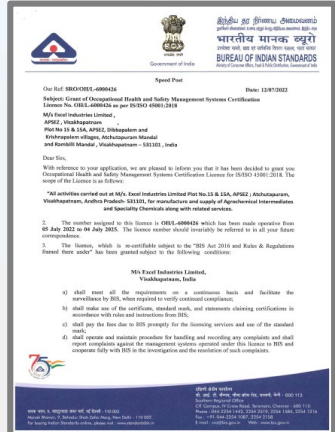 இந்திய தர நிர்ணய அமைவனம்
भारतीय मानक ब्यूरो
BUREAU OF INDIAN STANDARDS
Government of India
Speed Post
Our Ref: SRO/OH/L-6000426 Date: 12/07/2022
Subject: Grant of Occupational Health and Safety Management Systems Certification
Licence No. OH/L-6000426 as per IS/ISO 45001:2018
M/s Excel Industries Limited ,
APSEZ , Visakhapatnam
Plot No 15 & 15A, APSEZ, Dibbapalem and
Krishnapalem villages, Atchutapuram Mandal
and Rambilli Mandal, Visakhapatnam - 531101 , India
Dear Sirs,
With reference to your application, we are pleased to inform you that it has been decided to grant you
Occupational Health and Safety Management Systems Certification Licence for IS/ISO 45001:2018. The
scope of the Licence is as follows:
"All activities carried out at M/s. Excel Industries Limited Plot No.15 & 15A, APSEZ ; Atchutapuram,
Visakhapatnam, Andhra Pradesh- 531101, for manufacture and supply of Agrochemical Intermediates
and Speciality Chemicals along with related services.
2. The number assigned to this licence is OH/L-6000426 which has been made operative from
05 July 2022 to 04 July 2025. The licence number should invariably be referred to in all your future
correspondence.
3. The licence, which is re-certifiable subject to the "BIS Act 2016 and Rules & Regulations
framed there under" has been granted subject to the following conditions:
M/s Excel Industries Limited,
Visakhapatnam, India
a) shall meet all the requirements on a continuous basis and facilitate the
surveillance by BIS, when required to verify continued compliance;
b) shall make use of the certificate, standard mark, and statements claiming certifications in
accordance with rules and instructions from BIS;
c) shall pay the fees due to BIS promptly for the licensing services and use of the standard
mark;
d) shall operate and maintain procedure for handling and recording any complaints and shall
report complaints against the management systems operated under this licence to BIS and
cooperate fully with BIS in the investigation and the resolution of such complaints.
75
Southern Regional Office